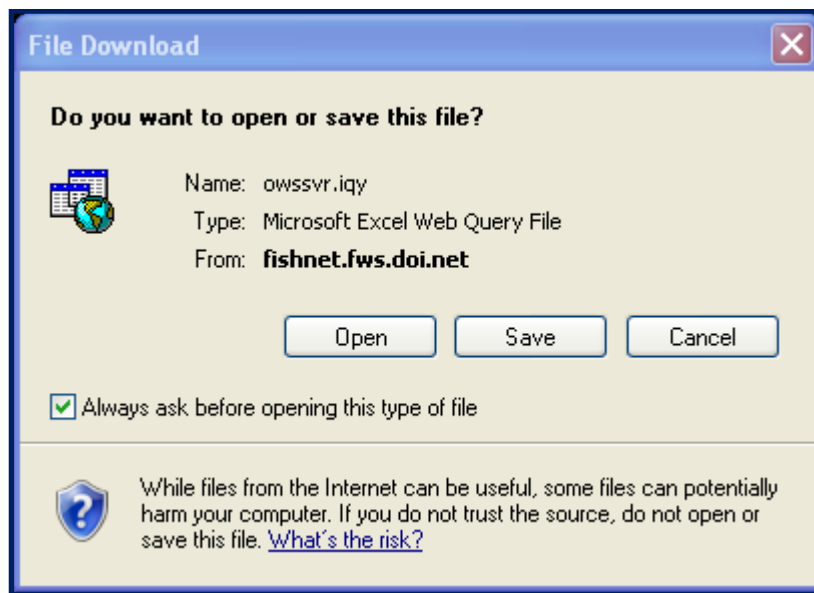 File Download
Do you want to open or save this file?
Name: owssvr.iqy
Type: Microsoft Excel Web Query File
From: fishnet.fws.doi.net
Open Save Cancel
Always ask before opening this type of file
While files from the Internet can be useful, some files can potentially
harm your computer. If you do not trust the source, do not open or
save this file. What's the risk?